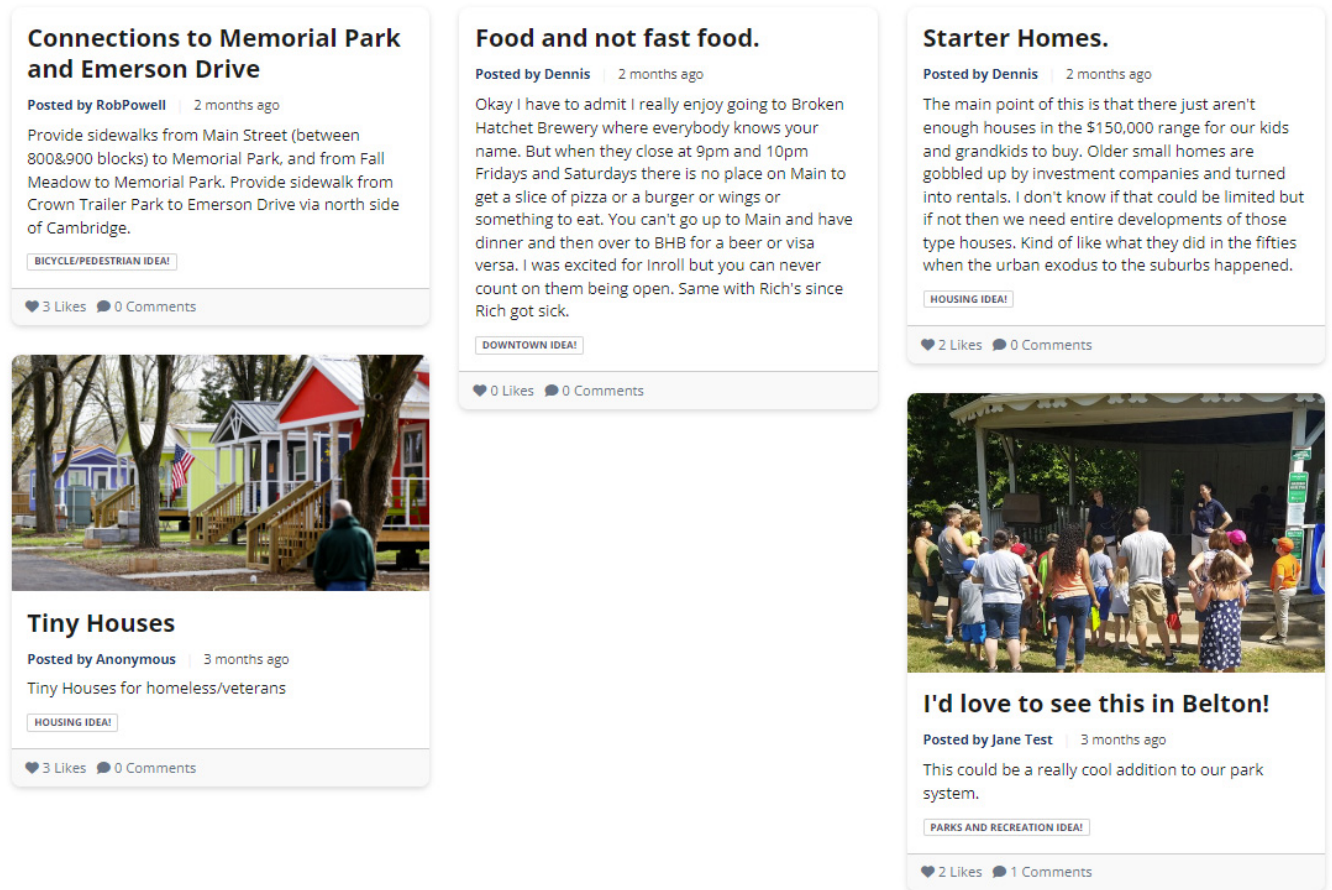 Connections to Memorial Park
and Emerson Drive
Posted by RobPowell 2 months ago
Provide sidewalks from Main Street (between
800&900 blocks) to Memorial Park, and from Fall
Meadow to Memorial Park. Provide sidewalk from
Crown Trailer Park to Emerson Drive via north side
of Cambridge.
BICYCLE/PEDESTRIAN IDEA!
3 Likes 0 Comments
Tiny Houses
Posted by Anonymous 3 months ago
Tiny Houses for homeless/veterans
HOUSING IDEA!
3 Likes 0 Comments
Food and not fast food.
Posted by Dennis 2 months ago
Okay I have to admit I really enjoy going to Broken
Hatchet Brewery where everybody knows your
name. But when they close at 9pm and 10pm
Fridays and Saturdays there is no place on Main to
get a slice of pizza or a burger or wings or
something to eat. You can't go up to Main and have
dinner and then over to BHB for a beer or visa
versa. I was excited for Inroll but you can never
count on them being open. Same with Rich's since
Rich got sick.
DOWNTOWN IDEA!
0 Likes 0 Comments
Starter Homes.
Posted by Dennis 2 months ago
The main point of this is that there just aren't
enough houses in the $150,000 range for our kids
and grandkids to buy. Older small homes are
gobbled up by investment companies and turned
into rentals. I don't know if that could be limited but
if not then we need entire developments of those
type houses. Kind of like what they did in the fifties
when the urban exodus to the suburbs happened.
HOUSING IDEA!
2 Likes 0 Comments
I'd love to see this in Belton!
Posted by Jane Test 3 months ago
This could be a really cool addition to our park
system.
PARKS AND RECREATION IDEA!
2 Likes 1 Comments